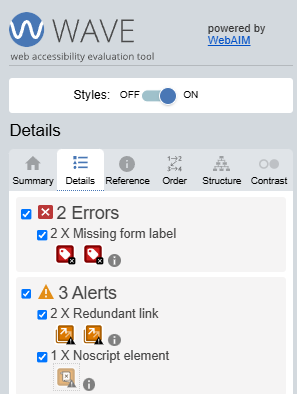 WAVE
powered by
WebAIM
web accessibility evaluation tool
Styles: OFF ON
Details
Summary Details Reference Order Structure Contrast
2 Errors
2 X Missing form label
3 Alerts
2 X Redundant link
1 X Noscript element